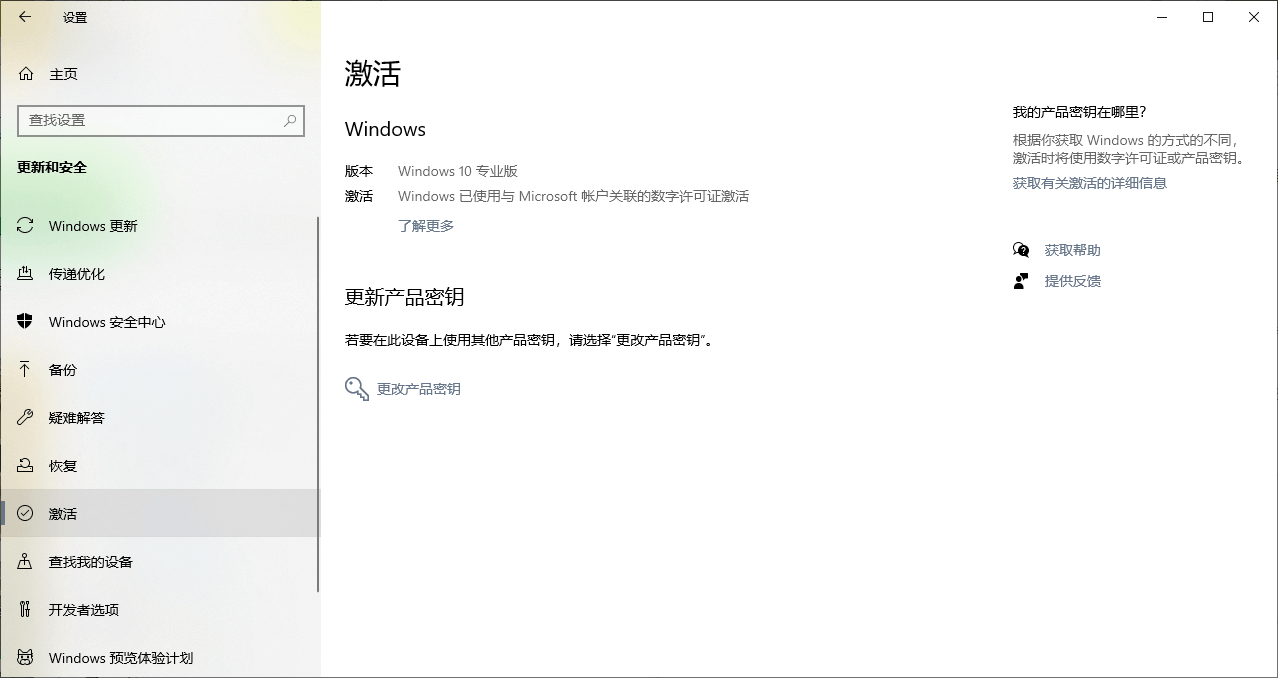 设置
主页
查找设置
更新和安全
Windows 更新
传递优化
Windows 安全中心
备份
疑难解答
恢复
激活
查找我的设备
开发者选项
Windows 预览体验计划
激活
Windows
版本 Windows 10 专业版
激活 Windows 已使用与 Microsoft 帐户关联的数字许可证激活
了解更多
更新产品密钥
若要在此设备上使用其他产品密钥，请选择"更改产品密钥"。
更改产品密钥
我的产品密钥在哪里？
根据你获取 Windows 的方式的不同，
激活时将使用数字许可证或产品密钥。
获取有关激活的详细信息
获取帮助
提供反馈